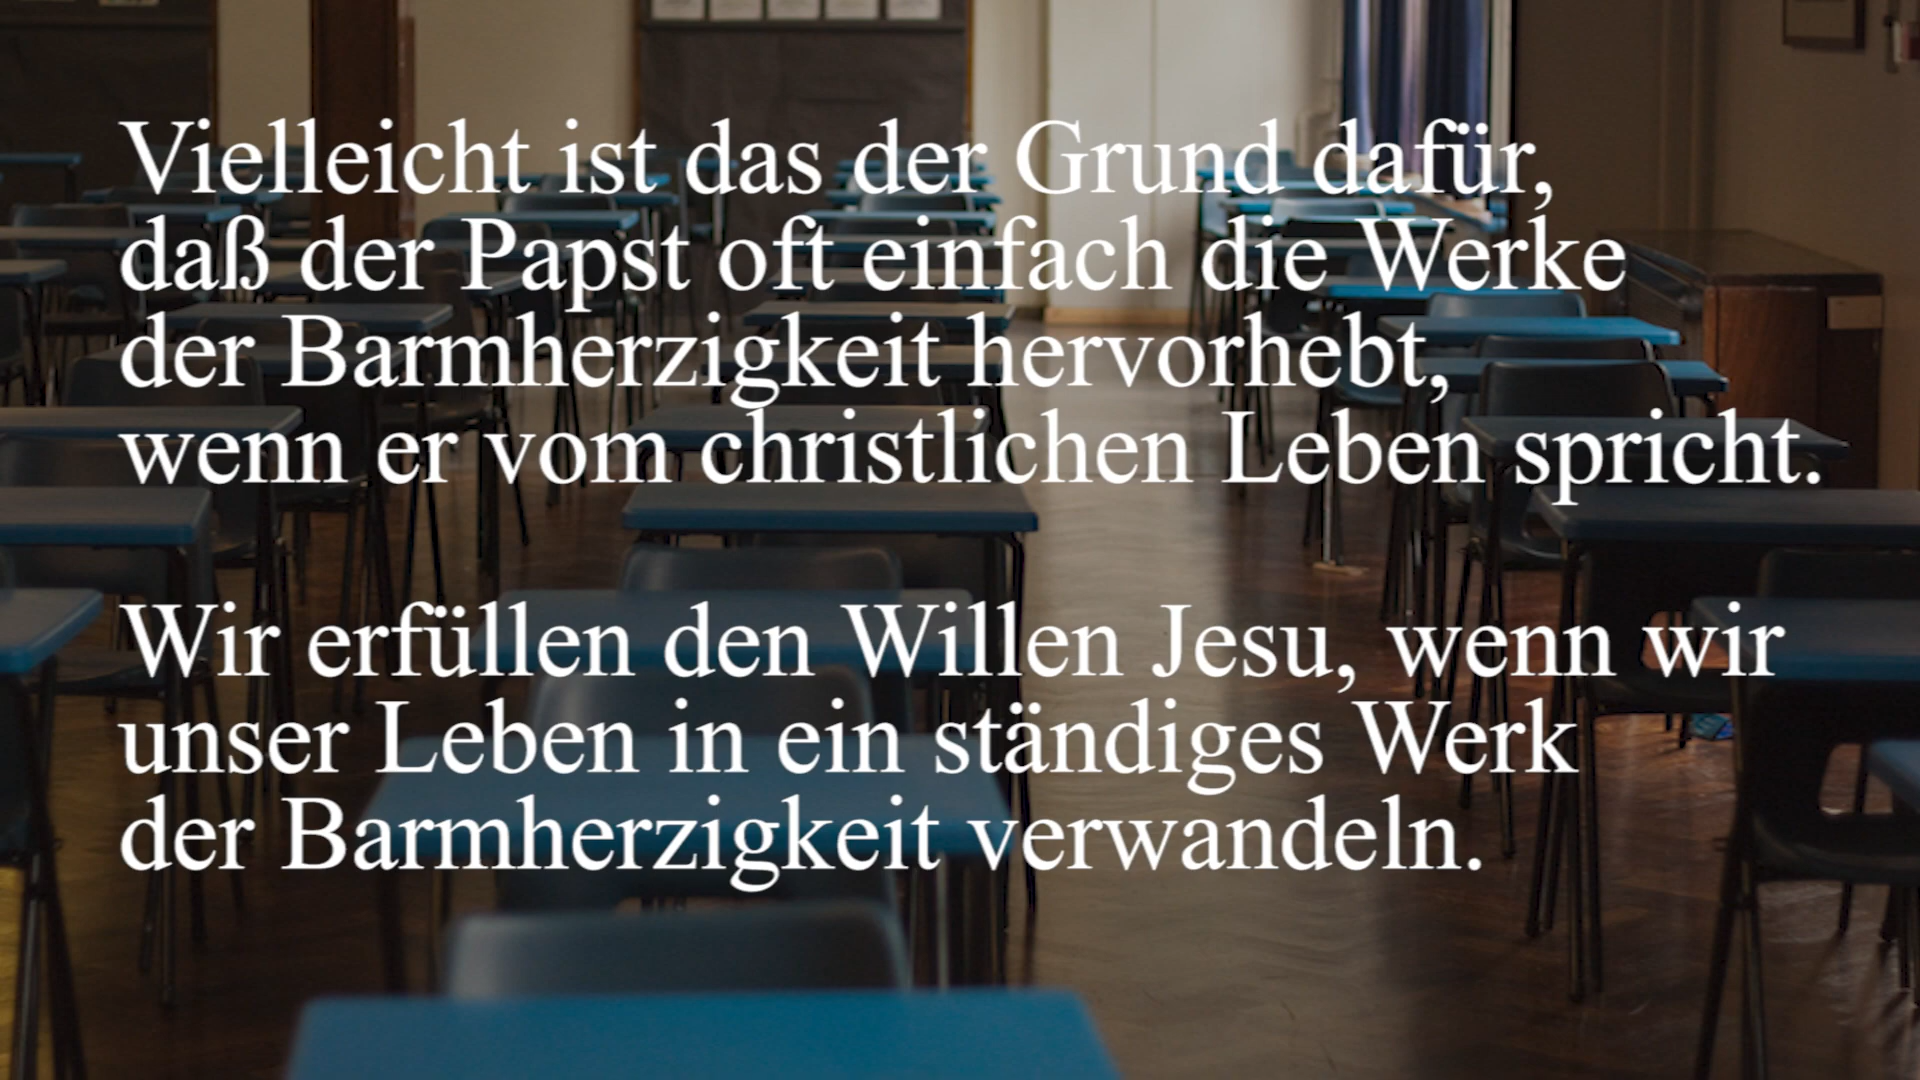 Vielleicht ist das der Grund dafür,
daß der Papst oft einfach die Werke
der Barmherzigkeit hervorhebt,
wenn er vom christlichen Leben spricht.
Wir erfüllen den Willen Jesu, wenn wir
unser Leben in ein ständiges Werk
der Barmherzigkeit verwandeln.